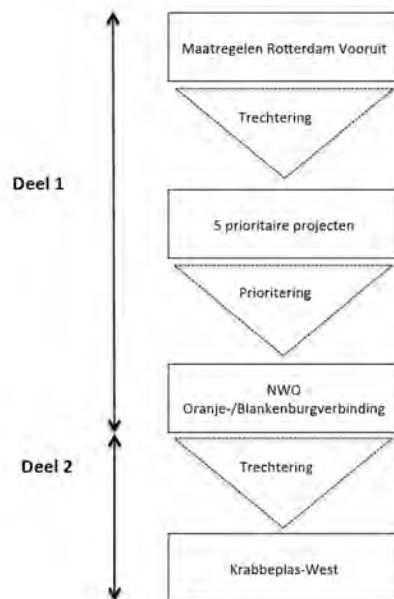 Maatregelen Rotterdam Vooruit
Trechtering
Deel 1
5 prioritaire projecten
Prioritering
NWO
Oranje-/Blankenburgverbinding
Deel 2
Trechtering
Krabbeplas-West